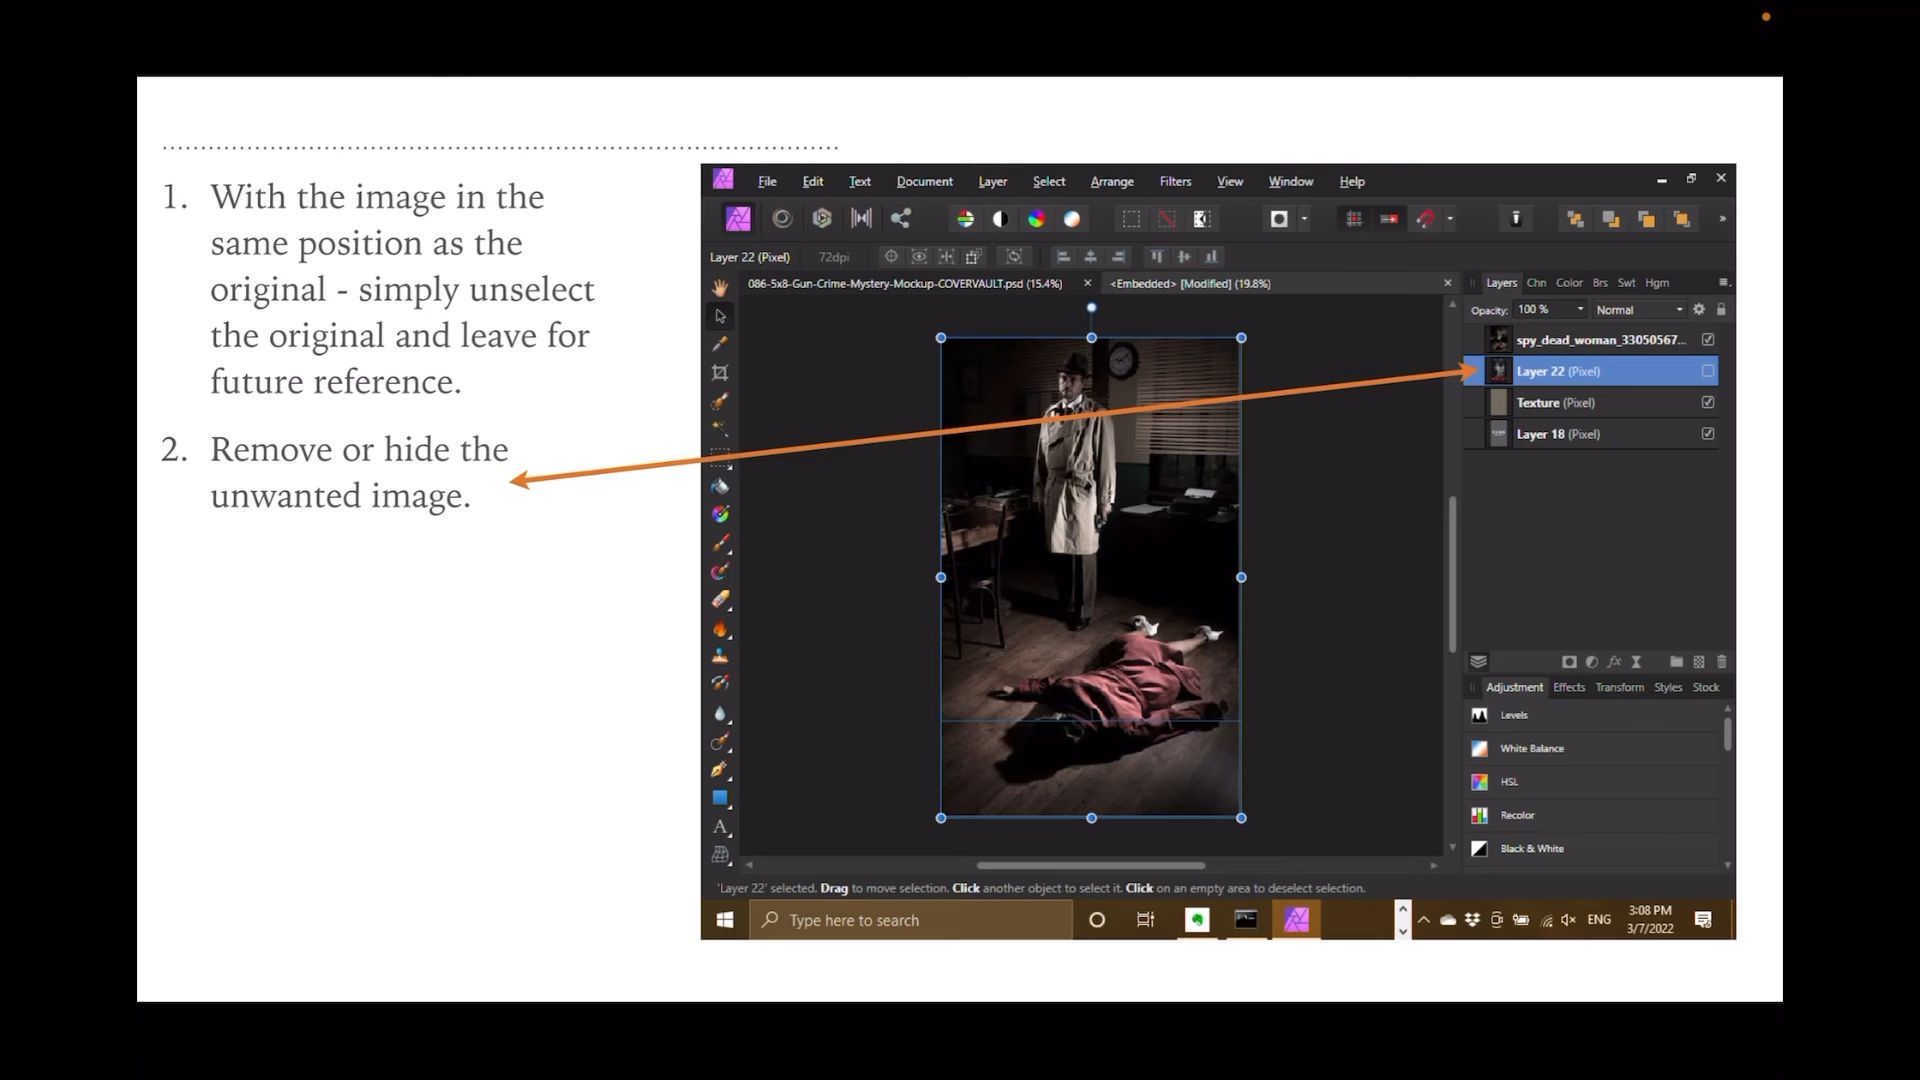 1. With the image in the
same position as the
original - simply unselect
the original and leave for
future reference.
2. Remove or hide the
unwanted image.
File Edit Text Document Layer Select Arrange Filters View Window Help
Layer 22 (Pixel) 72dpi
086-5x8-Gun-Crime-Mystery-Mockup-COVERVAULT.psd (15.4%) <Embedded> [Modified] (19.8%)
Layers Chn Color Brs Swt Hgm
Opacity: 100 % Normal
spy_dead_woman_33050567...
Layer 22 (Pixel)
Texture (Pixel)
Layer 18 (Pixel)
Adjustment Effects Transform Styles Stock
Levels
White Balance
HSL
Recolor
Black & White
'Layer 22' selected. Drag to move selection. Click another object to select it. Click on an empty area to deselect selection.
Type here to search
ENG
3:08 PM
3/7/2022